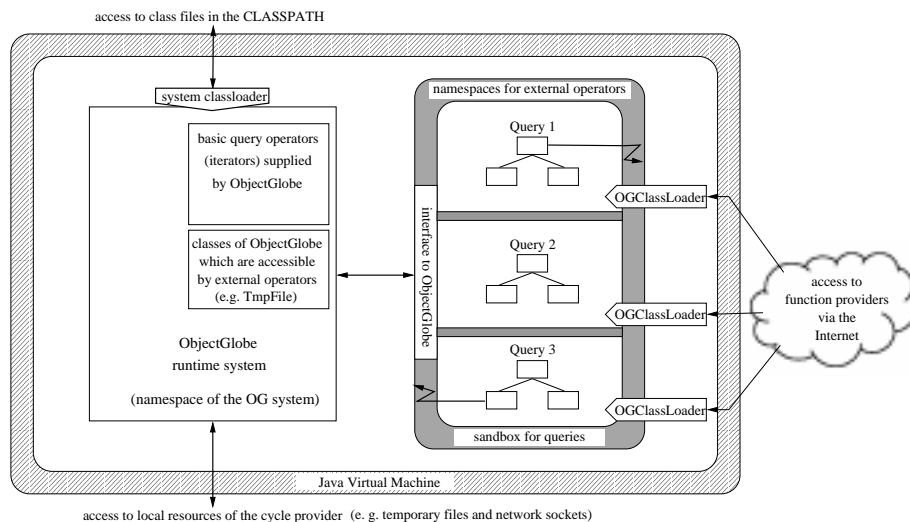 access to class files in the CLASSPATH
system classloader
basic query operators
(iterators) supplied
by ObjectGlobe
classes of ObjectGlobe
which are accessible
by external operators
(e.g. TmpFile)
ObjectGlobe
runtime system
(namespace of the OG system)
namespaces for external operators
Query 1
OGClassLoader
interface to ObjectGlobe
Query 2
OGClassLoader
Query 3
OGClassLoader
sandbox for queries
access to
function providers
via the
Internet
Java Virtual Machine
access to local resources of the cycle provider (e. g. temporary files and network sockets)